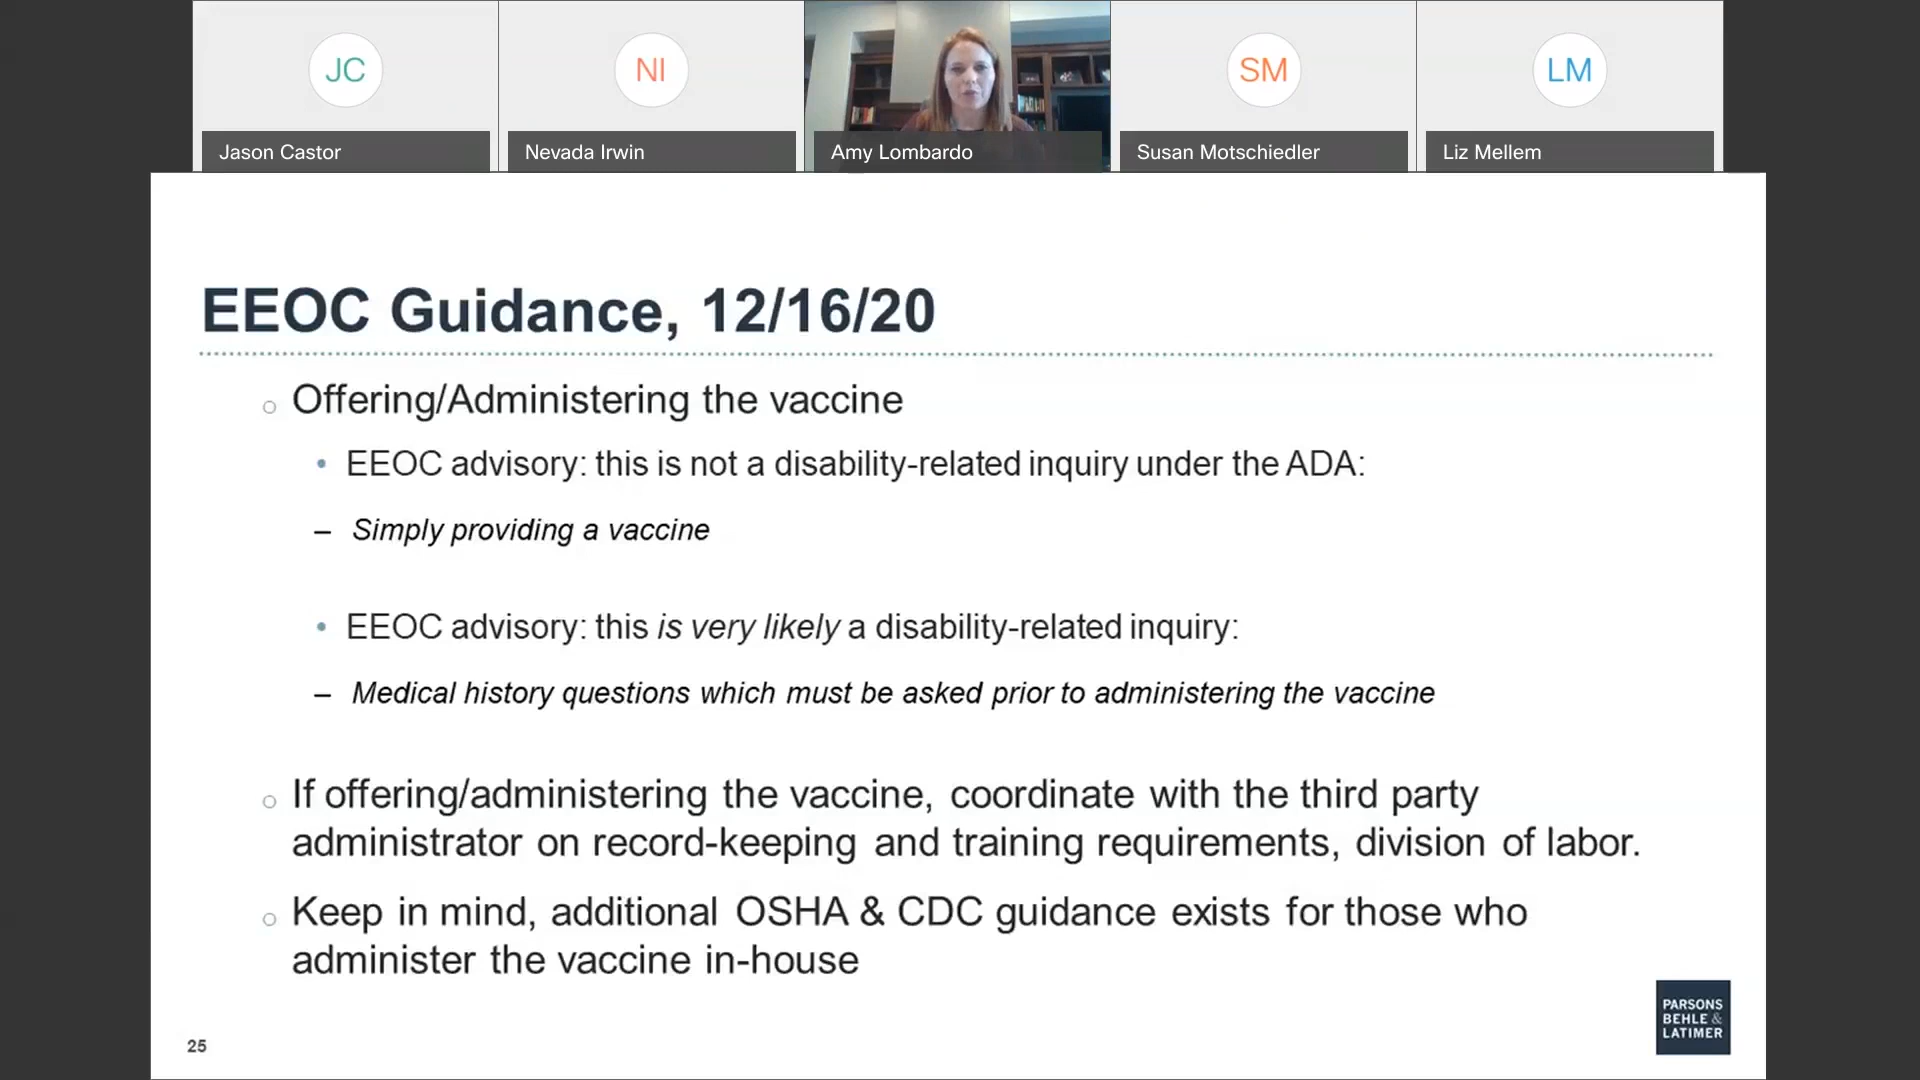 JC
NI
SM
LM
Jason Castor
Nevada Irwin
Amy Lombardo
Susan Motschiedler
Liz Mellem
EEOC Guidance, 12/16/20
Offering/Administering the vaccine
EEOC advisory: this is not a disability-related inquiry under the ADA:
– Simply providing a vaccine
EEOC advisory: this is very likely a disability-related inquiry:
– Medical history questions which must be asked prior to administering the vaccine
If offering/administering the vaccine, coordinate with the third party
administrator on record-keeping and training requirements, division of labor.
Keep in mind, additional OSHA & CDC guidance exists for those who
administer the vaccine in-house
25
PARSONS
BEHLE &
LATIMER